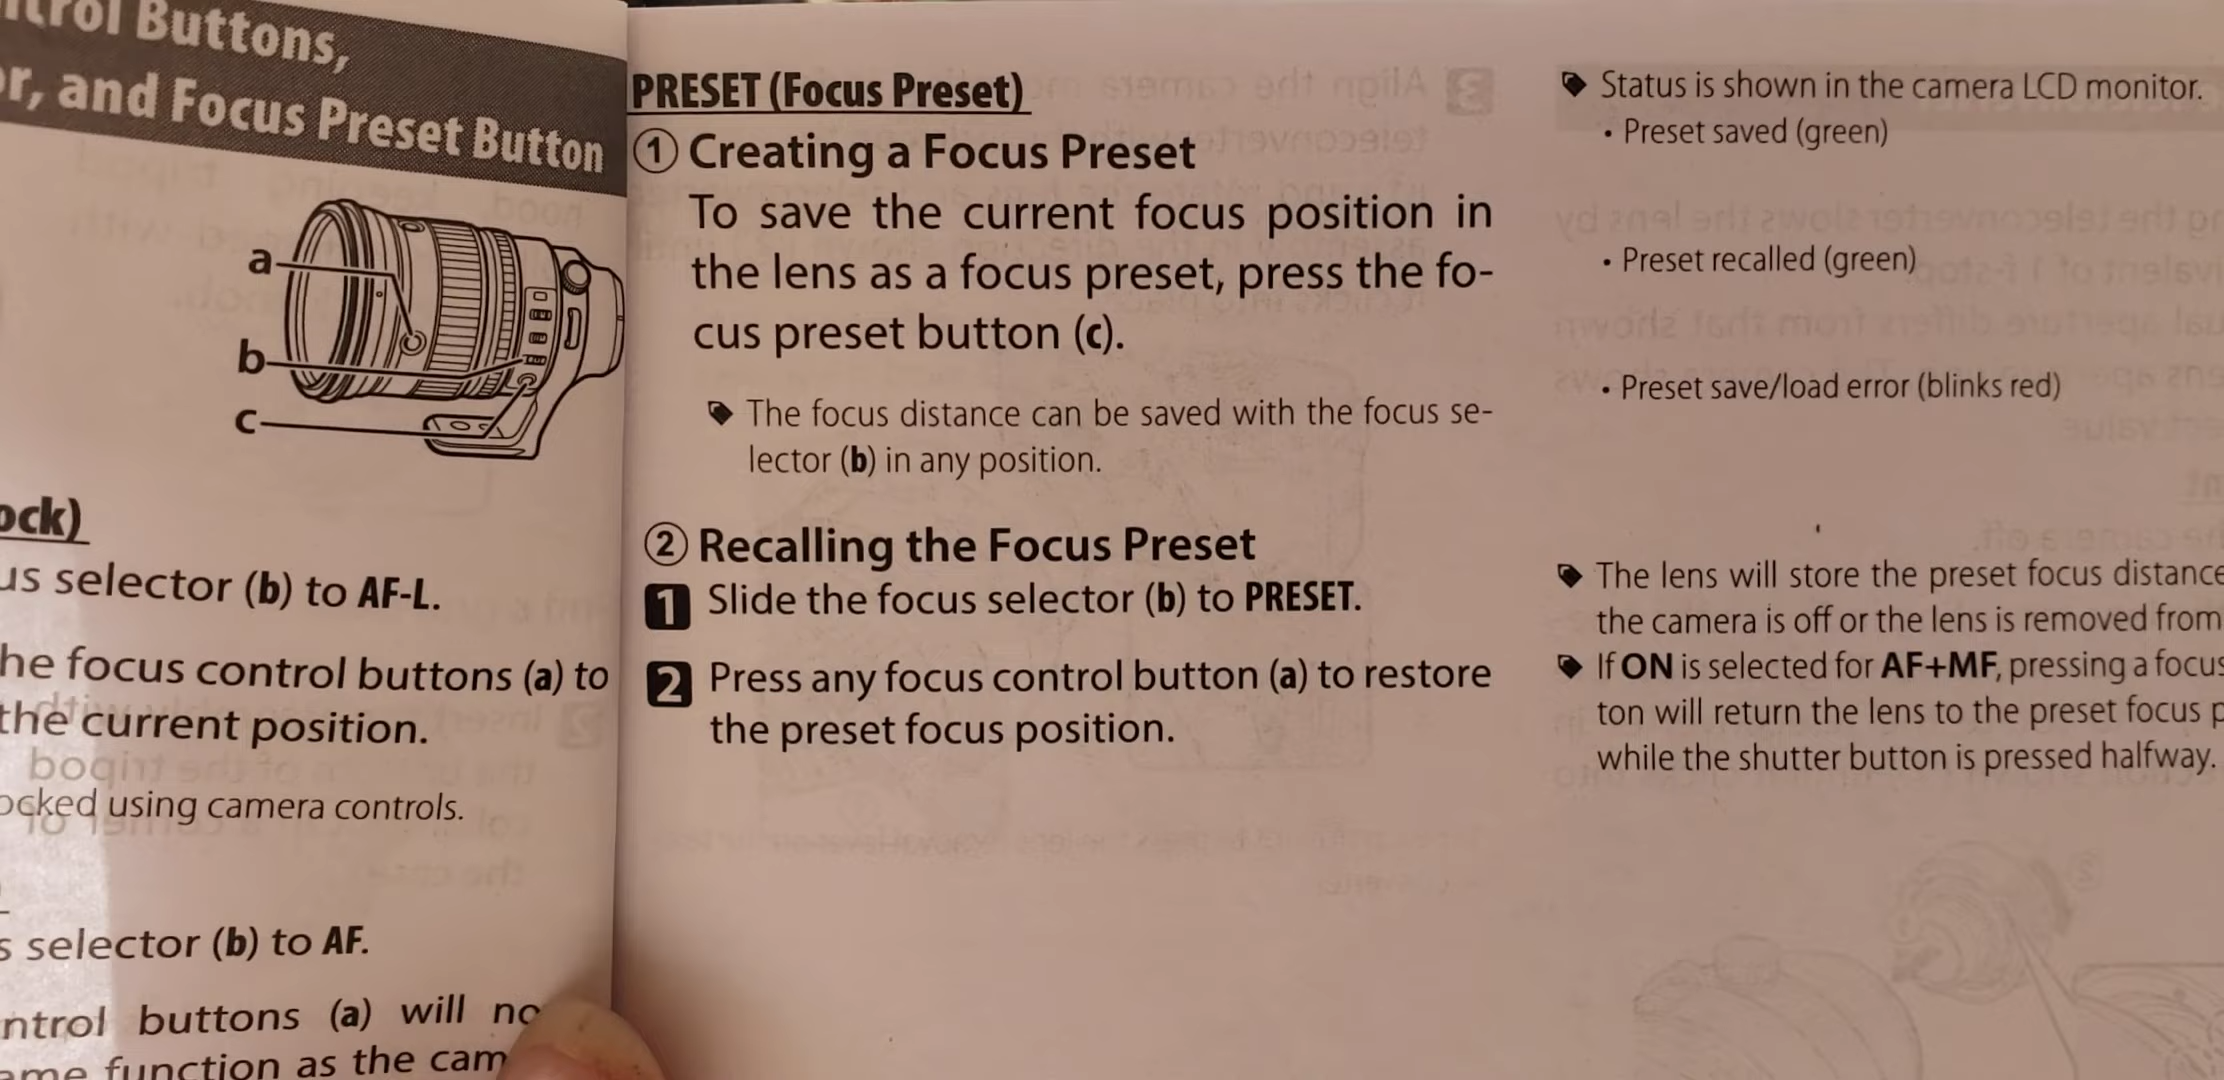 Buttons,
and Focus Preset Button
a
b
c
selector (b) to AF-L.
focus control buttons (a) to
the current position.
using camera controls.
selector (b) to AF.
buttons (a) will
function as the
PRESET (Focus Preset)
① Creating a Focus Preset
To save the current focus position in
the lens as a focus preset, press the fo-
cus preset button (c).
The focus distance can be saved with the focus se-
lector (b) in any position.
② Recalling the Focus Preset
1 Slide the focus selector (b) to PRESET.
2 Press any focus control button (a) to restore
the preset focus position.
Status is shown in the camera LCD monitor.
• Preset saved (green)
• Preset recalled (green)
• Preset save/load error (blinks red)
The lens will store the preset focus distance
the camera is off or the lens is removed from
If ON is selected for AF+MF, pressing a focus
ton will return the lens to the preset focus
while the shutter button is pressed halfway.